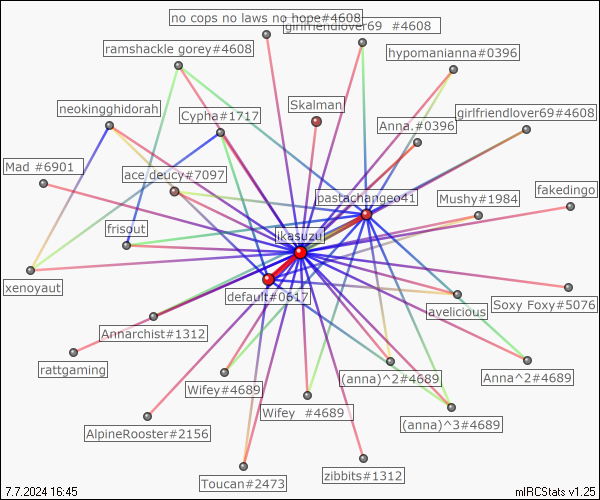 no cops no laws no hope#4608
girlfriendlover69 #4608
ramshackle gorey#4608
hypomanianna#0396
neokingghidorah
Skalman
Cypha#1717
girlfriendlover69#4608
Anna.#0396
Mad #6901
ace deucy#7097
pastachangeo41
Mushy#1984
fakedingo
frisout
ikasuzu
xenoyaut
default#0617
avelicious
Soxy Foxy#5076
Annarchist#1312
rattgaming
Wifey#4689
(anna)^2#4689
Anna^2#4689
Wifey #4689
(anna)^3#4689
AlpineRooster#2156
Toucan#2473
zibbits#1312
7.7.2024 16:45
mIRCStats v1.25